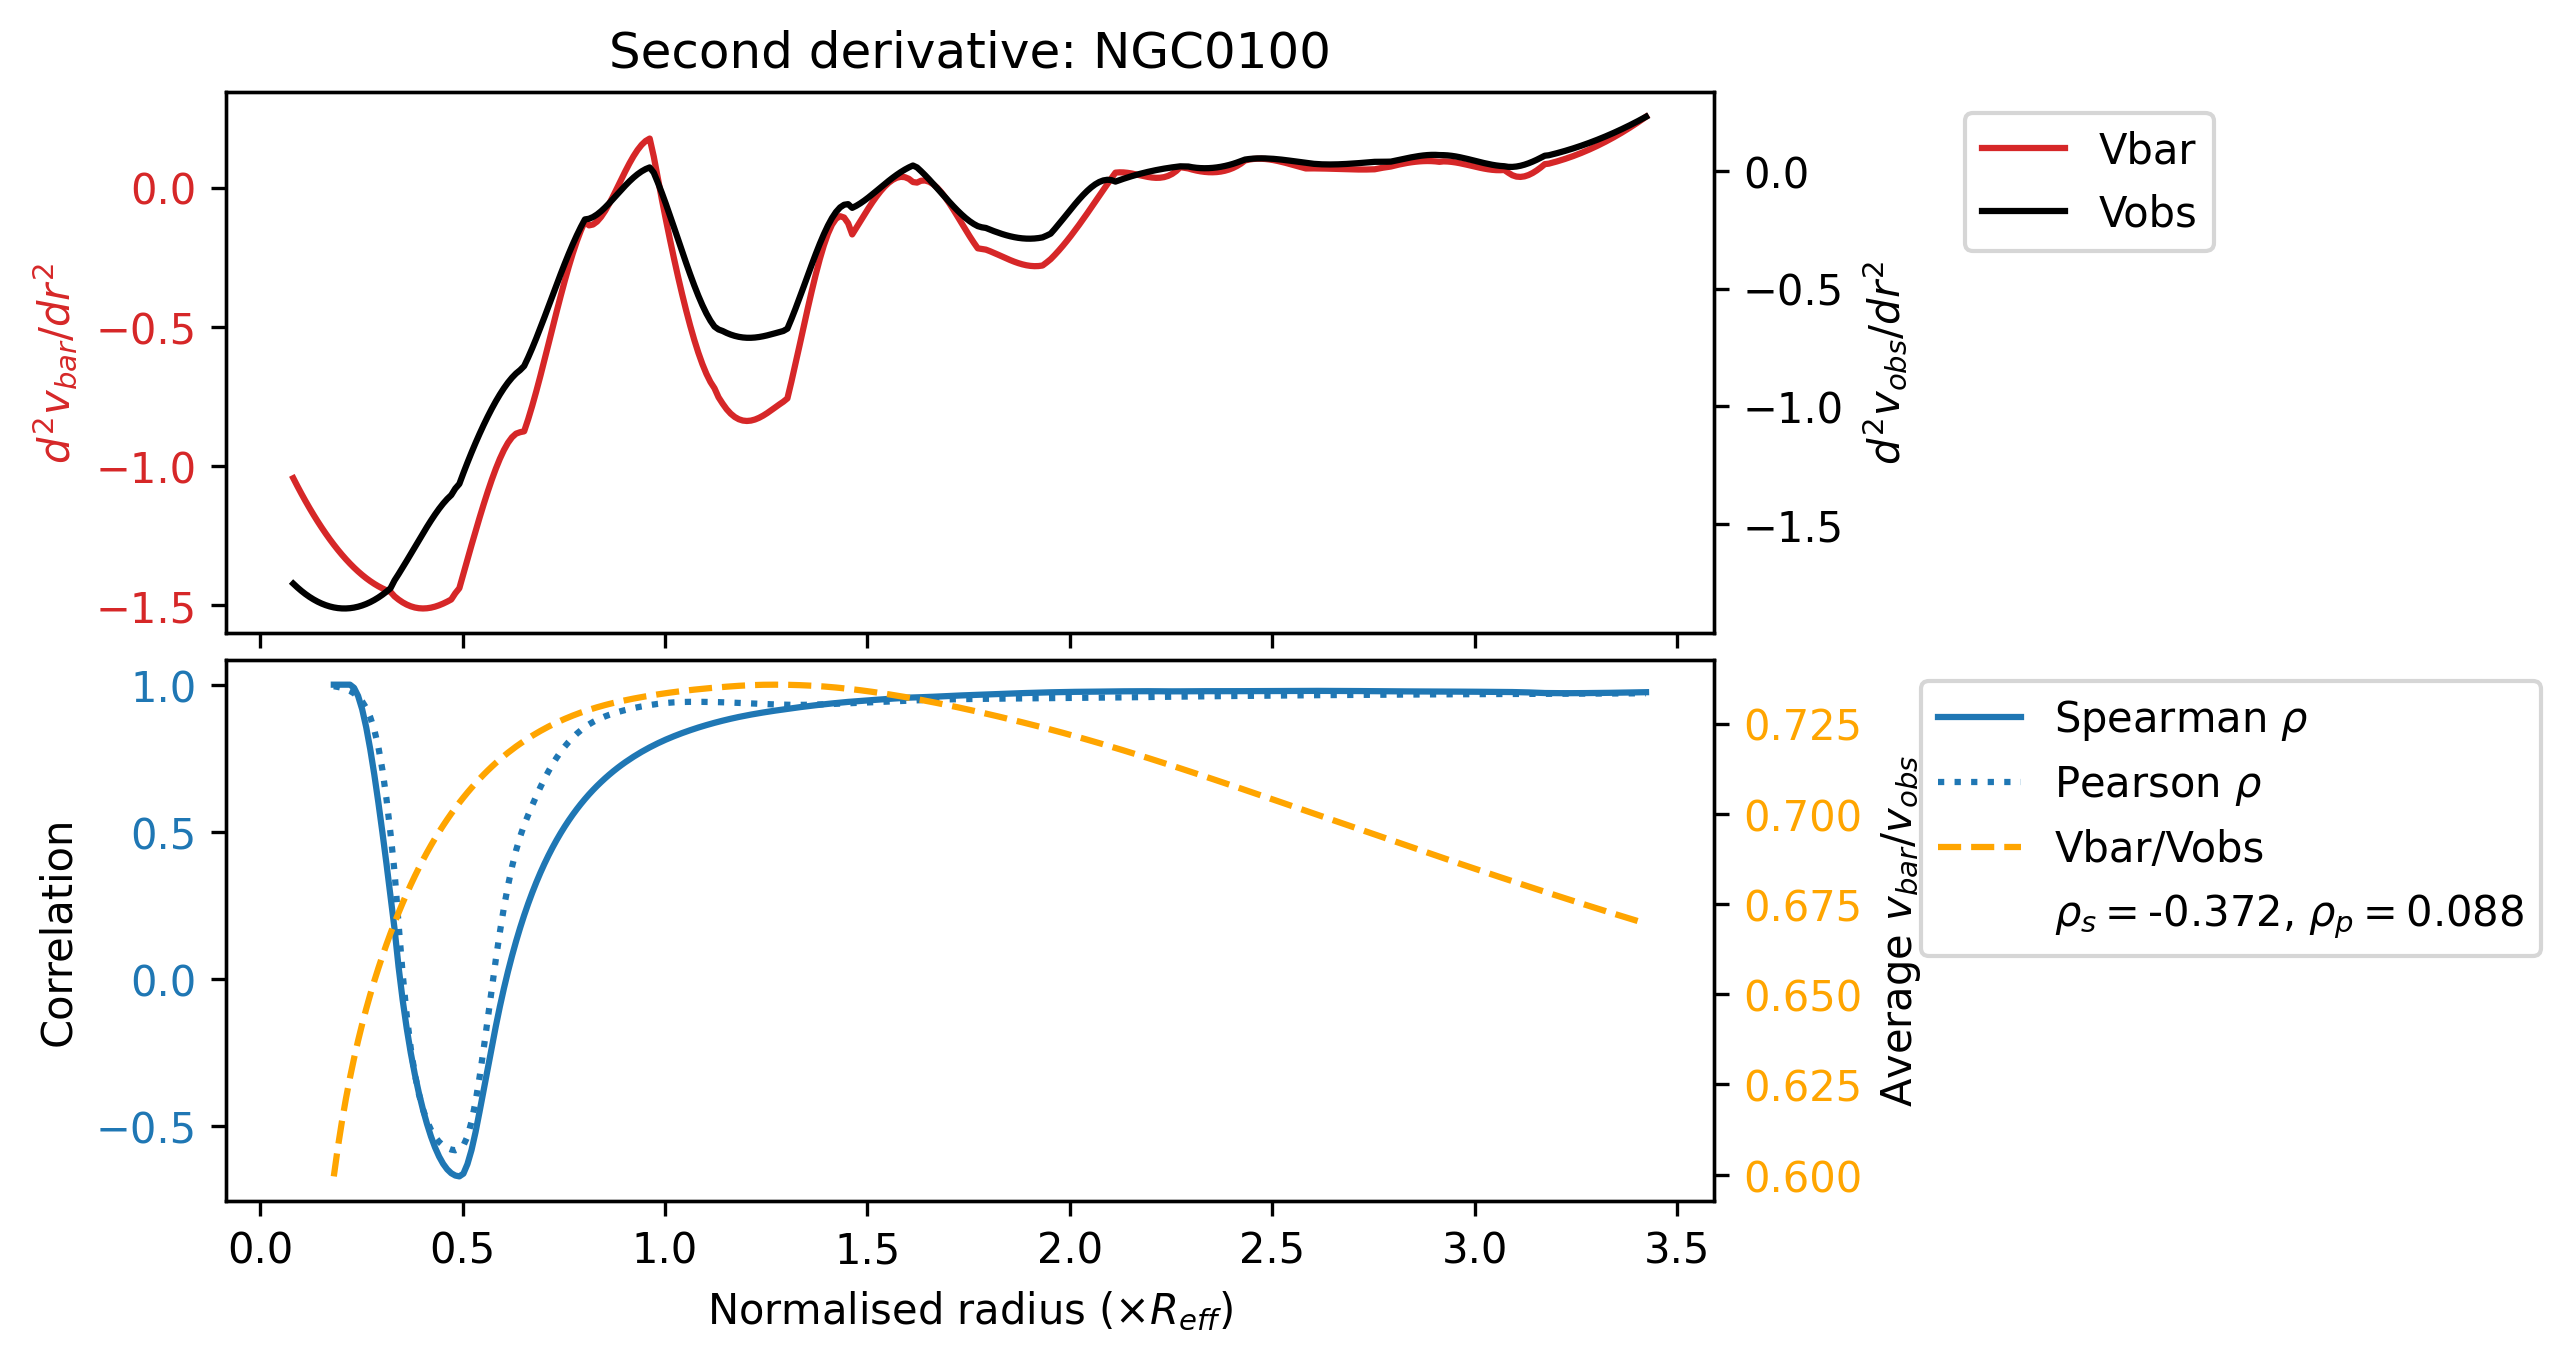 Second derivative: NGC0100
d²v_bar/dr²
0.0
−0.5
−1.0
−1.5
0.0
−0.5
−1.0
−1.5
d²v_obs/dr²
Vbar
Vobs
Correlation
1.0
0.5
0.0
−0.5
0.725
0.700
0.675
0.650
0.625
0.600
Average v_bar/v_obs
Spearman ρ
Pearson ρ
Vbar/Vobs
ρ_s = -0.372, ρ_p = 0.088
0.0 0.5 1.0 1.5 2.0 2.5 3.0 3.5
Normalised radius (×R_eff)